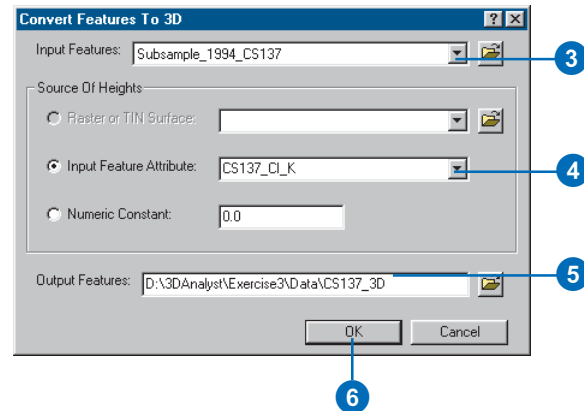 Convert Features To 3D
Input Features: Subsample_1994_CS137
3
Source Of Heights
Raster or TIN Surface:
Input Feature Attribute: CS137_CI_K
4
Numeric Constant: 0.0
Output Features: D:\3DAnalyst\Exercise3\Data\CS137_3D
5
OK Cancel
6